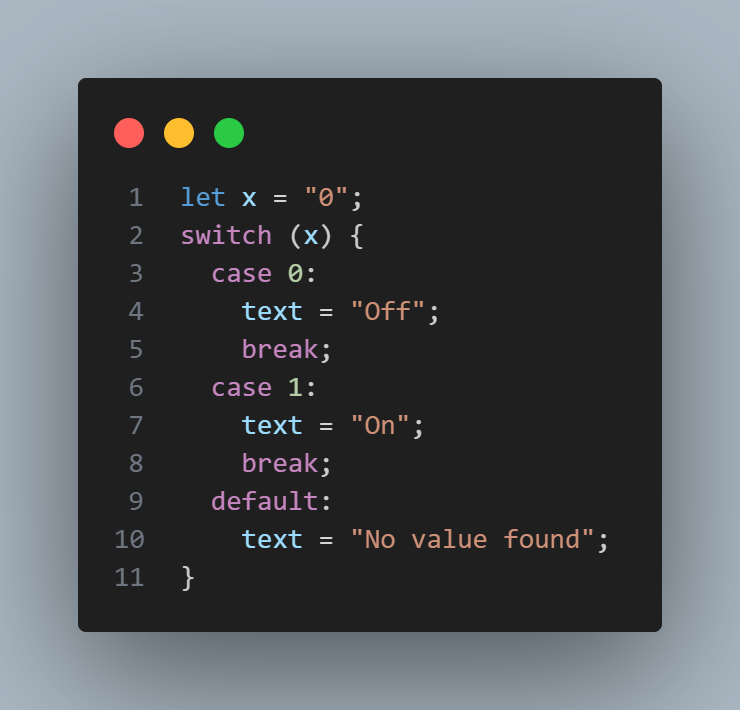 1 let x = "0";
2 switch (x) {
3   case 0:
4     text = "Off";
5     break;
6   case 1:
7     text = "On";
8     break;
9   default:
10     text = "No value found";
11 }